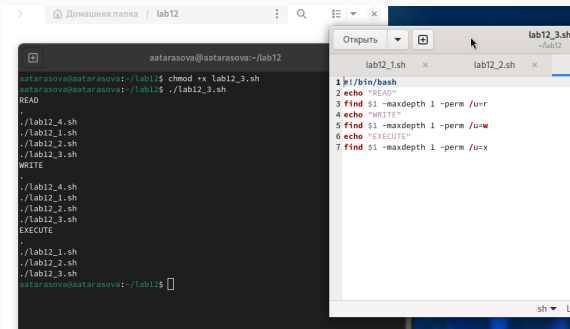 Домашняя папка / lab12
aatarasova@aatarasova:~/lab12
aatarasova@aatarasova:~/lab12$ chmod +x lab12_3.sh
aatarasova@aatarasova:~/lab12$ ./lab12_3.sh
READ
.
./lab12_4.sh
./lab12_1.sh
./lab12_2.sh
./lab12_3.sh
WRITE
.
./lab12_4.sh
./lab12_1.sh
./lab12_2.sh
./lab12_3.sh
EXECUTE
.
./lab12_1.sh
./lab12_2.sh
./lab12_3.sh
aatarasova@aatarasova:~/lab12$
Открыть
lab12_3.sh
~/lab12
lab12_1.sh × lab12_2.sh ×
1 #!/bin/bash
2 echo "READ"
3 find $1 -maxdepth 1 -perm /u=r
4 echo "WRITE"
5 find $1 -maxdepth 1 -perm /u=w
6 echo "EXECUTE"
7 find $1 -maxdepth 1 -perm /u=x
sh